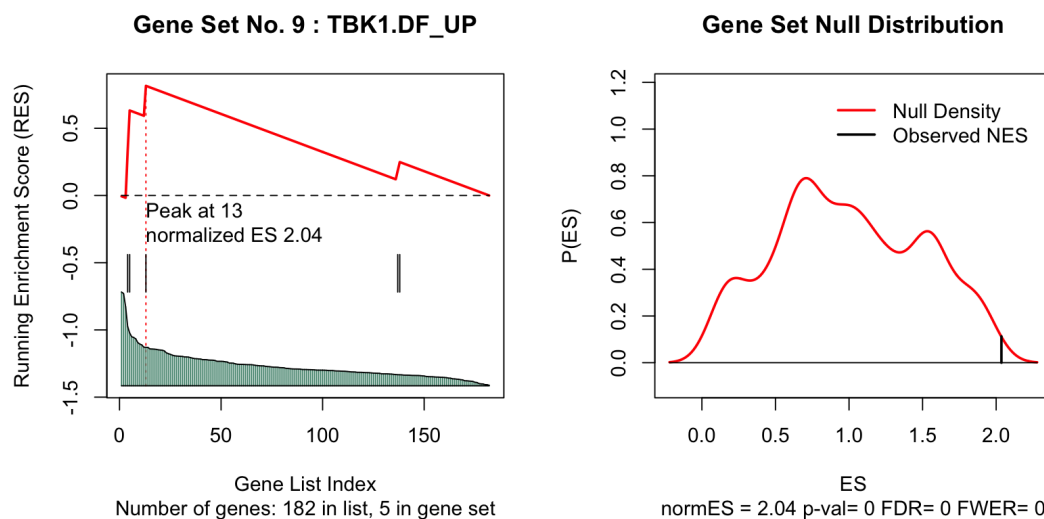 Gene Set No. 9 : TBK1.DF_UP
Running Enrichment Score (RES)
0.5
0.0
-0.5
-1.0
-1.5
Peak at 13
normalized ES 2.04
0 50 100 150
Gene List Index
Number of genes: 182 in list, 5 in gene set
Gene Set Null Distribution
P(ES)
1.2
1.0
0.8
0.6
0.4
0.2
0.0
Null Density
Observed NES
0.0 0.5 1.0 1.5 2.0
ES
normES = 2.04 p-val= 0 FDR= 0 FWER= 0